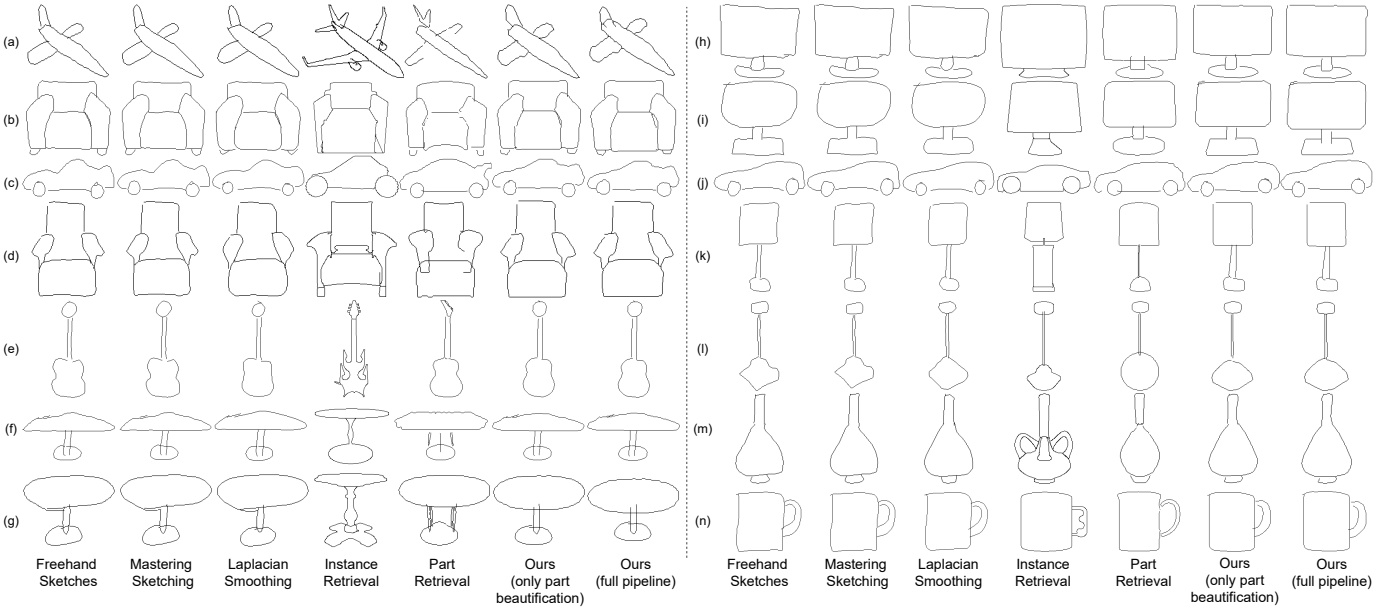 (a)
(b)
(c)
(d)
(e)
(f)
(g)
Freehand Sketches
Mastering Sketching
Laplacian Smoothing
Instance Retrieval
Part Retrieval
Ours (only part beautification)
Ours (full pipeline)
(h)
(i)
(j)
(k)
(l)
(m)
(n)
Freehand Sketches
Mastering Sketching
Laplacian Smoothing
Instance Retrieval
Part Retrieval
Ours (only part beautification)
Ours (full pipeline)